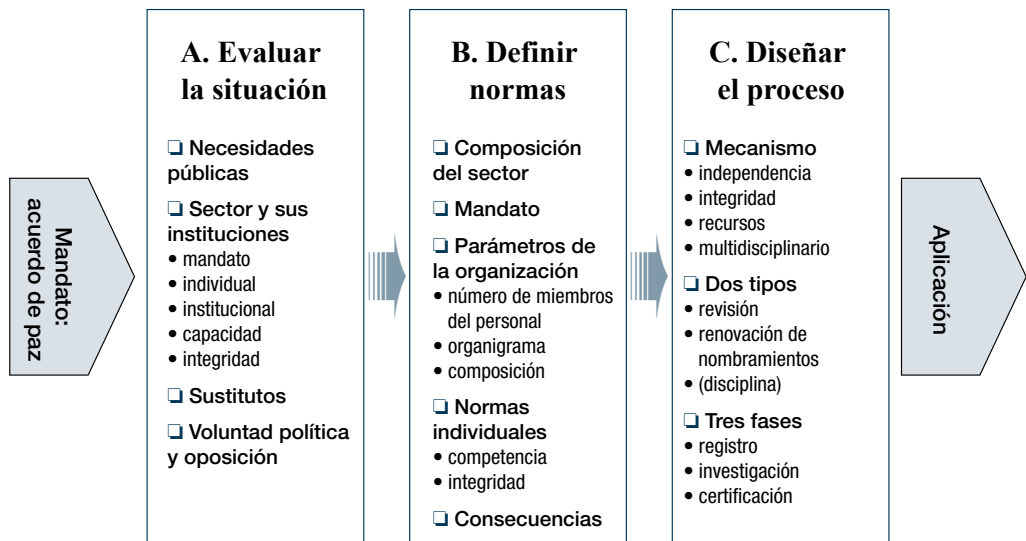 Mandato:
acuerdo de paz
A. Evaluar
la situación
❏ Necesidades
públicas
❏ Sector y sus
instituciones
• mandato
• individual
• institucional
• capacidad
• integridad
❏ Sustitutos
❏ Voluntad política
y oposición
B. Definir
normas
❏ Composición
del sector
❏ Mandato
❏ Parámetros de
la organización
• número de miembros
del personal
• organigrama
• composición
❏ Normas
individuales
• competencia
• integridad
❏ Consecuencias
C. Diseñar
el proceso
❏ Mecanismo
• independencia
• integridad
• recursos
• multidisciplinario
❏ Dos tipos
• revisión
• renovación de
nombramientos
• (disciplina)
❏ Tres fases
• registro
• investigación
• certificación
Aplicación